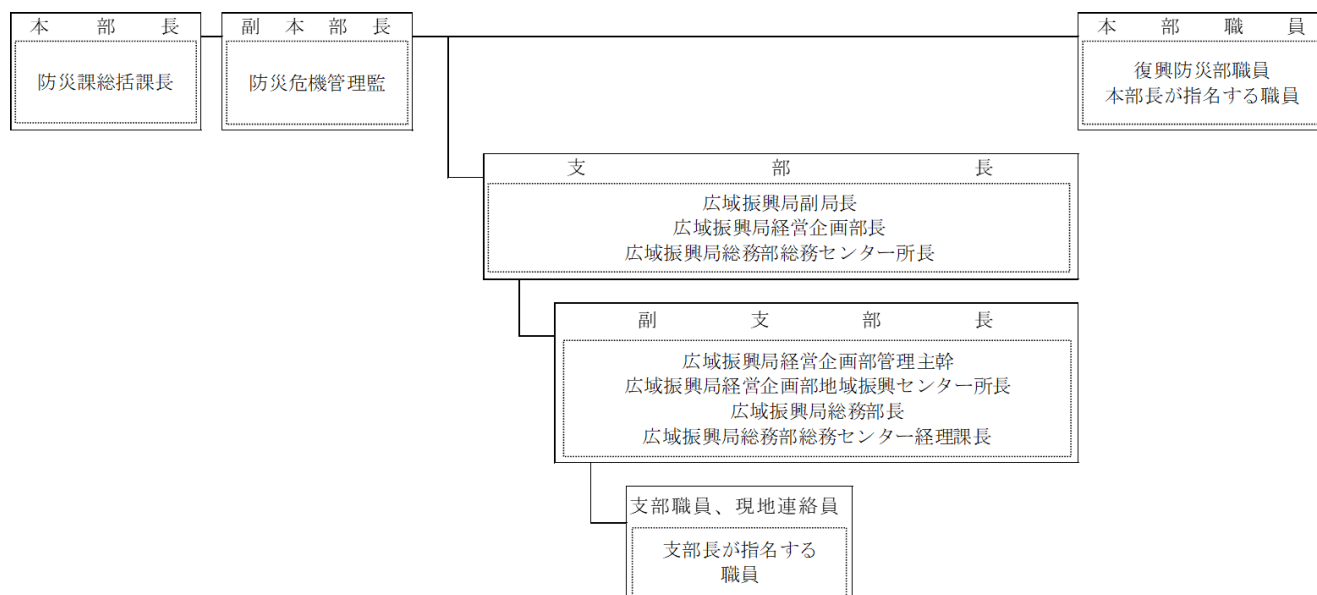 本部長
防災課総括課長
副本部長
防災危機管理監
本部職員
復興防災部職員
本部長が指名する職員
支部長
広域振興局副局長
広域振興局経営企画部長
広域振興局総務部総務センター所長
副支部長
広域振興局経営企画部管理主幹
広域振興局経営企画部地域振興センター所長
広域振興局総務部長
広域振興局総務部総務センター経理課長
支部職員、現地連絡員
支部長が指名する
職員